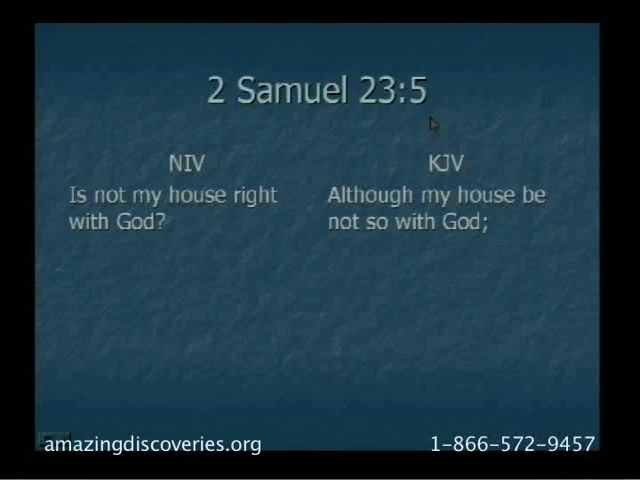 2 Samuel 23:5
NIV
Is not my house right
with God?
KJV
Although my house be
not so with God;
amazingdiscoveries.org
1-866-572-9457